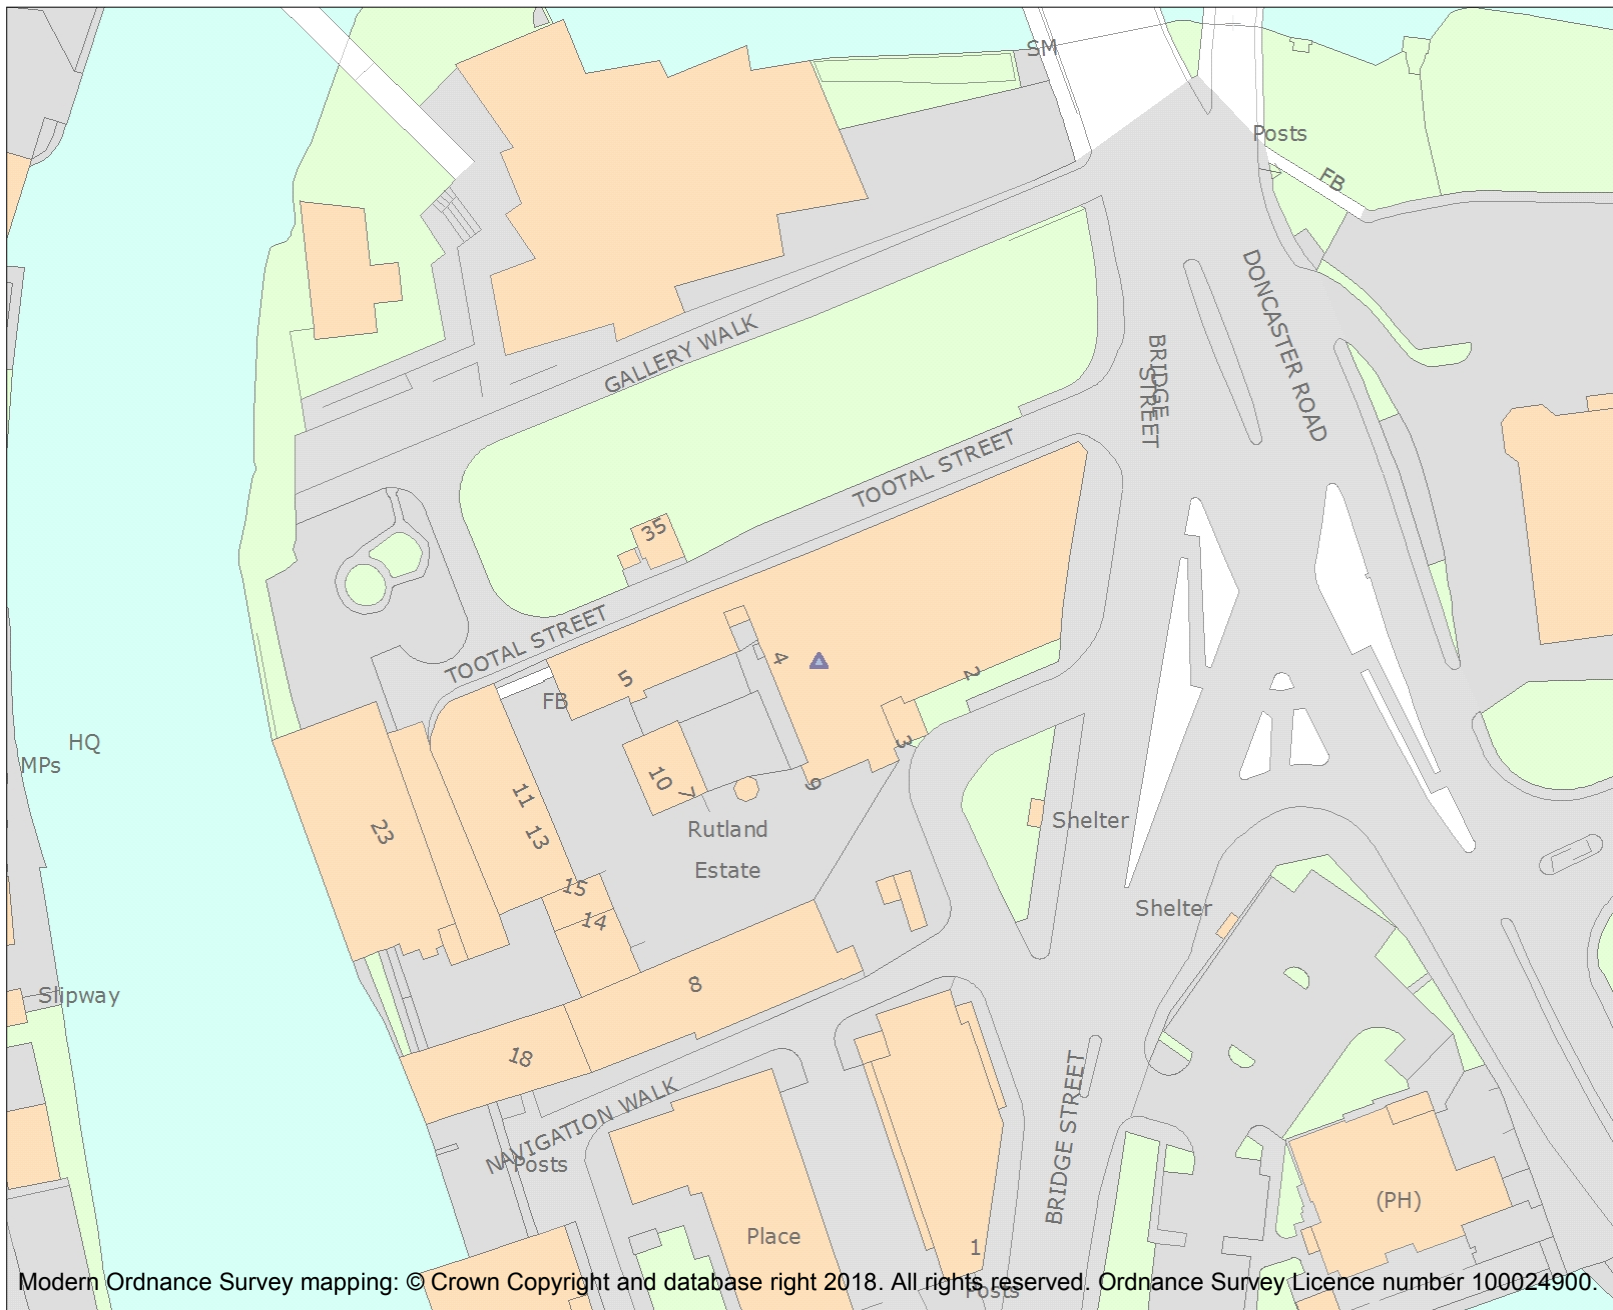 SM
Posts
FB
DONCASTER ROAD
GALLERY WALK
BRIDGE
STREET
TOOTAL STREET
35
TOOTAL STREET
4
5
2
FB
HQ
MPs
3
10
7
9
11
13
23
Rutland
Estate
Shelter
15
14
Shelter
8
Slipway
18
NAVIGATION WALK
Posts
BRIDGE STREET
(PH)
Place
1
Posts
Modern Ordnance Survey mapping: © Crown Copyright and database right 2018. All rights reserved. Ordnance Survey Licence number 100024900.